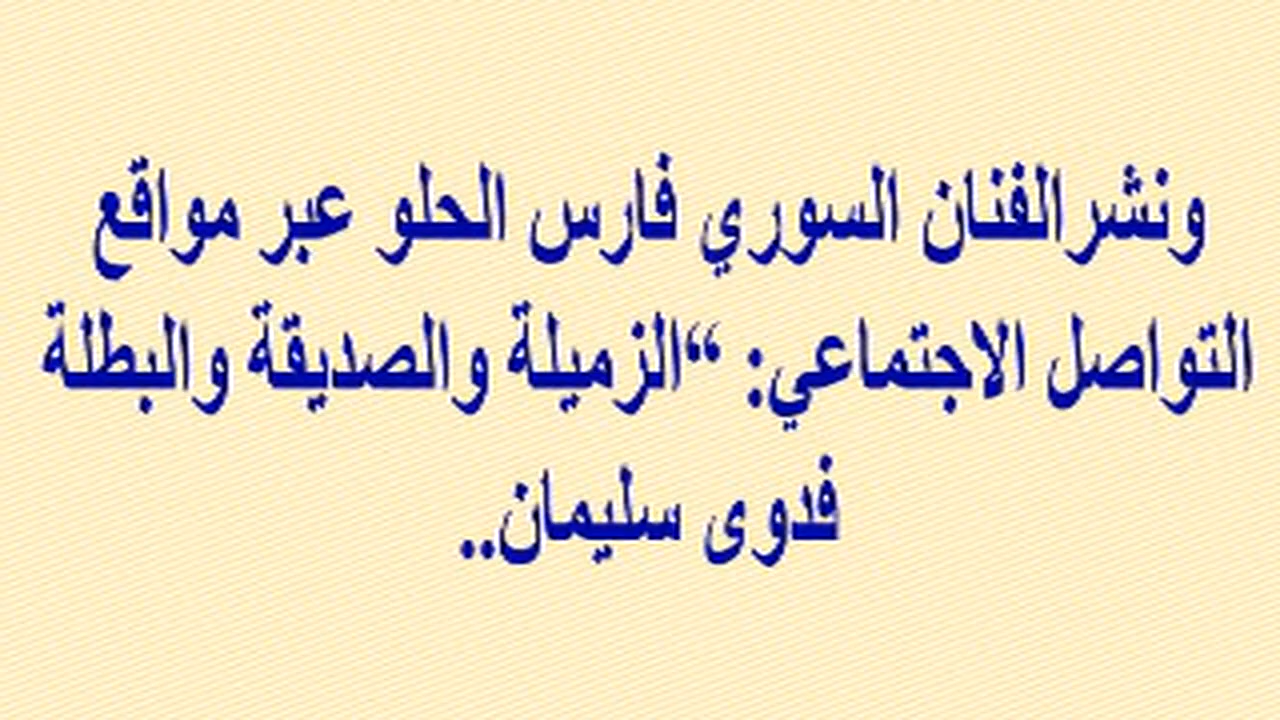 ونشرالفنان السوري فارس الحلو عبر مواقع
التواصل الاجتماعي: “الزميلة والصديقة والبطلة
فدوى سليمان..